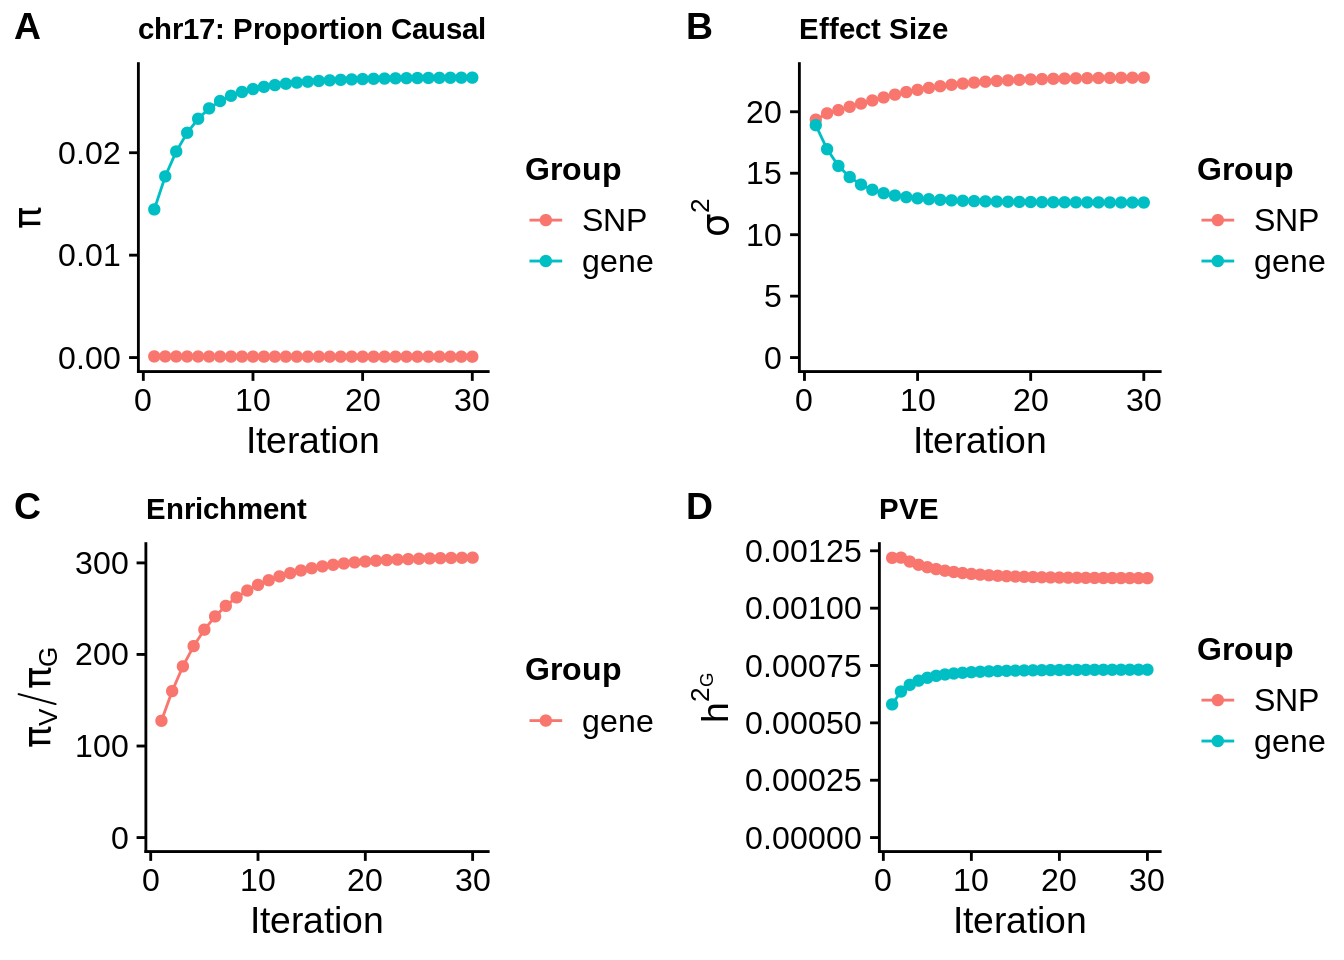 A chr17: Proportion Causal
π
0.02
0.01
0.00
0 10 20 30
Iteration
Group
SNP
gene
B Effect Size
σ²
20
15
10
5
0
0 10 20 30
Iteration
Group
SNP
gene
C Enrichment
πV/πG
300
200
100
0
0 10 20 30
Iteration
Group
gene
D PVE
h²G
0.00125
0.00100
0.00075
0.00050
0.00025
0.00000
0 10 20 30
Iteration
Group
SNP
gene